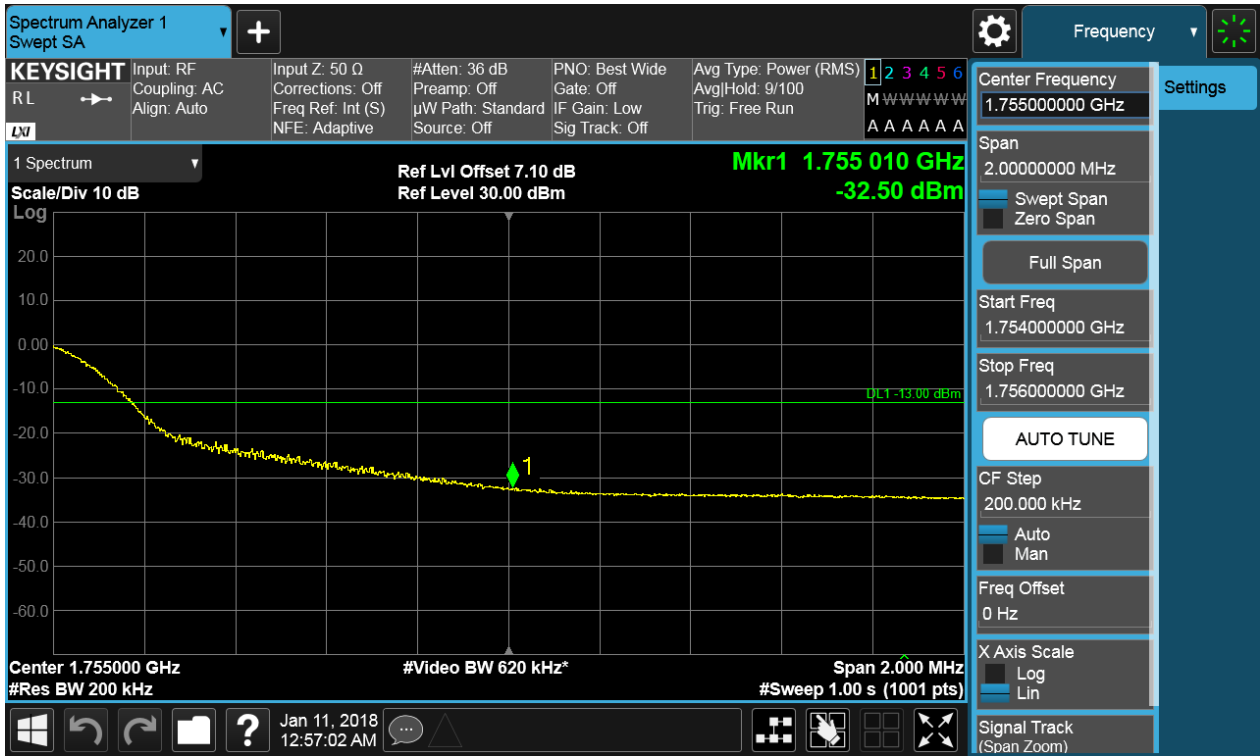 Spectrum Analyzer 1
Swept SA
+
Frequency
KEYSIGHT
R L
LXI
Input: RF
Coupling: AC
Align: Auto
Input Z: 50 Ω
Corrections: Off
Freq Ref: Int (S)
NFE: Adaptive
#Atten: 36 dB
Preamp: Off
µW Path: Standard
Source: Off
PNO: Best Wide
Gate: Off
IF Gain: Low
Sig Track: Off
Avg Type: Power (RMS)
Avg|Hold: 9/100
Trig: Free Run
1 2 3 4 5 6
M W W W W W
A A A A A A
1 Spectrum
Scale/Div 10 dB
Log
Ref Lvl Offset 7.10 dB
Ref Level 30.00 dBm
Mkr1 1.755 010 GHz
-32.50 dBm
20.0
10.0
0.00
-10.0
DL1 -13.00 dBm
-20.0
1
-30.0
-40.0
-50.0
-60.0
Center 1.755000 GHz
#Video BW 620 kHz*
Span 2.000 MHz
#Res BW 200 kHz
#Sweep 1.00 s (1001 pts)
Center Frequency
1.755000000 GHz
Span
2.00000000 MHz
Swept Span
Zero Span
Full Span
Start Freq
1.754000000 GHz
Stop Freq
1.756000000 GHz
AUTO TUNE
CF Step
200.000 kHz
Auto
Man
Freq Offset
0 Hz
X Axis Scale
Log
Lin
Signal Track
(Span Zoom)
Settings
?
Jan 11, 2018
12:57:02 AM